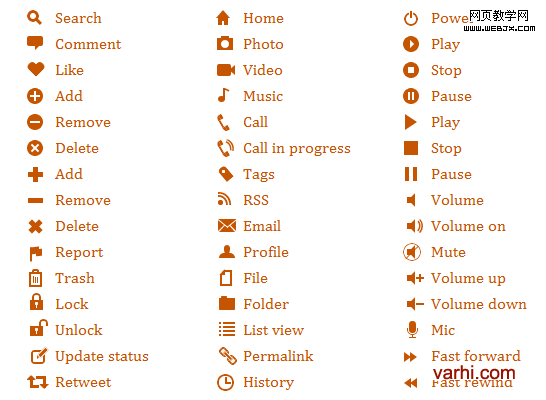 Search
Comment
Like
Add
Remove
Delete
Add
Remove
Delete
Report
Trash
Lock
Unlock
Update status
Retweet
Home
Photo
Video
Music
Call
Call in progress
Tags
RSS
Email
Profile
File
Folder
List view
Permalink
History
Power
Play
Stop
Pause
Play
Stop
Pause
Volume
Volume on
Mute
Volume up
Volume down
Mic
Fast forward
Fast rewind
网页教学网
www.webjx.com
varhi.com